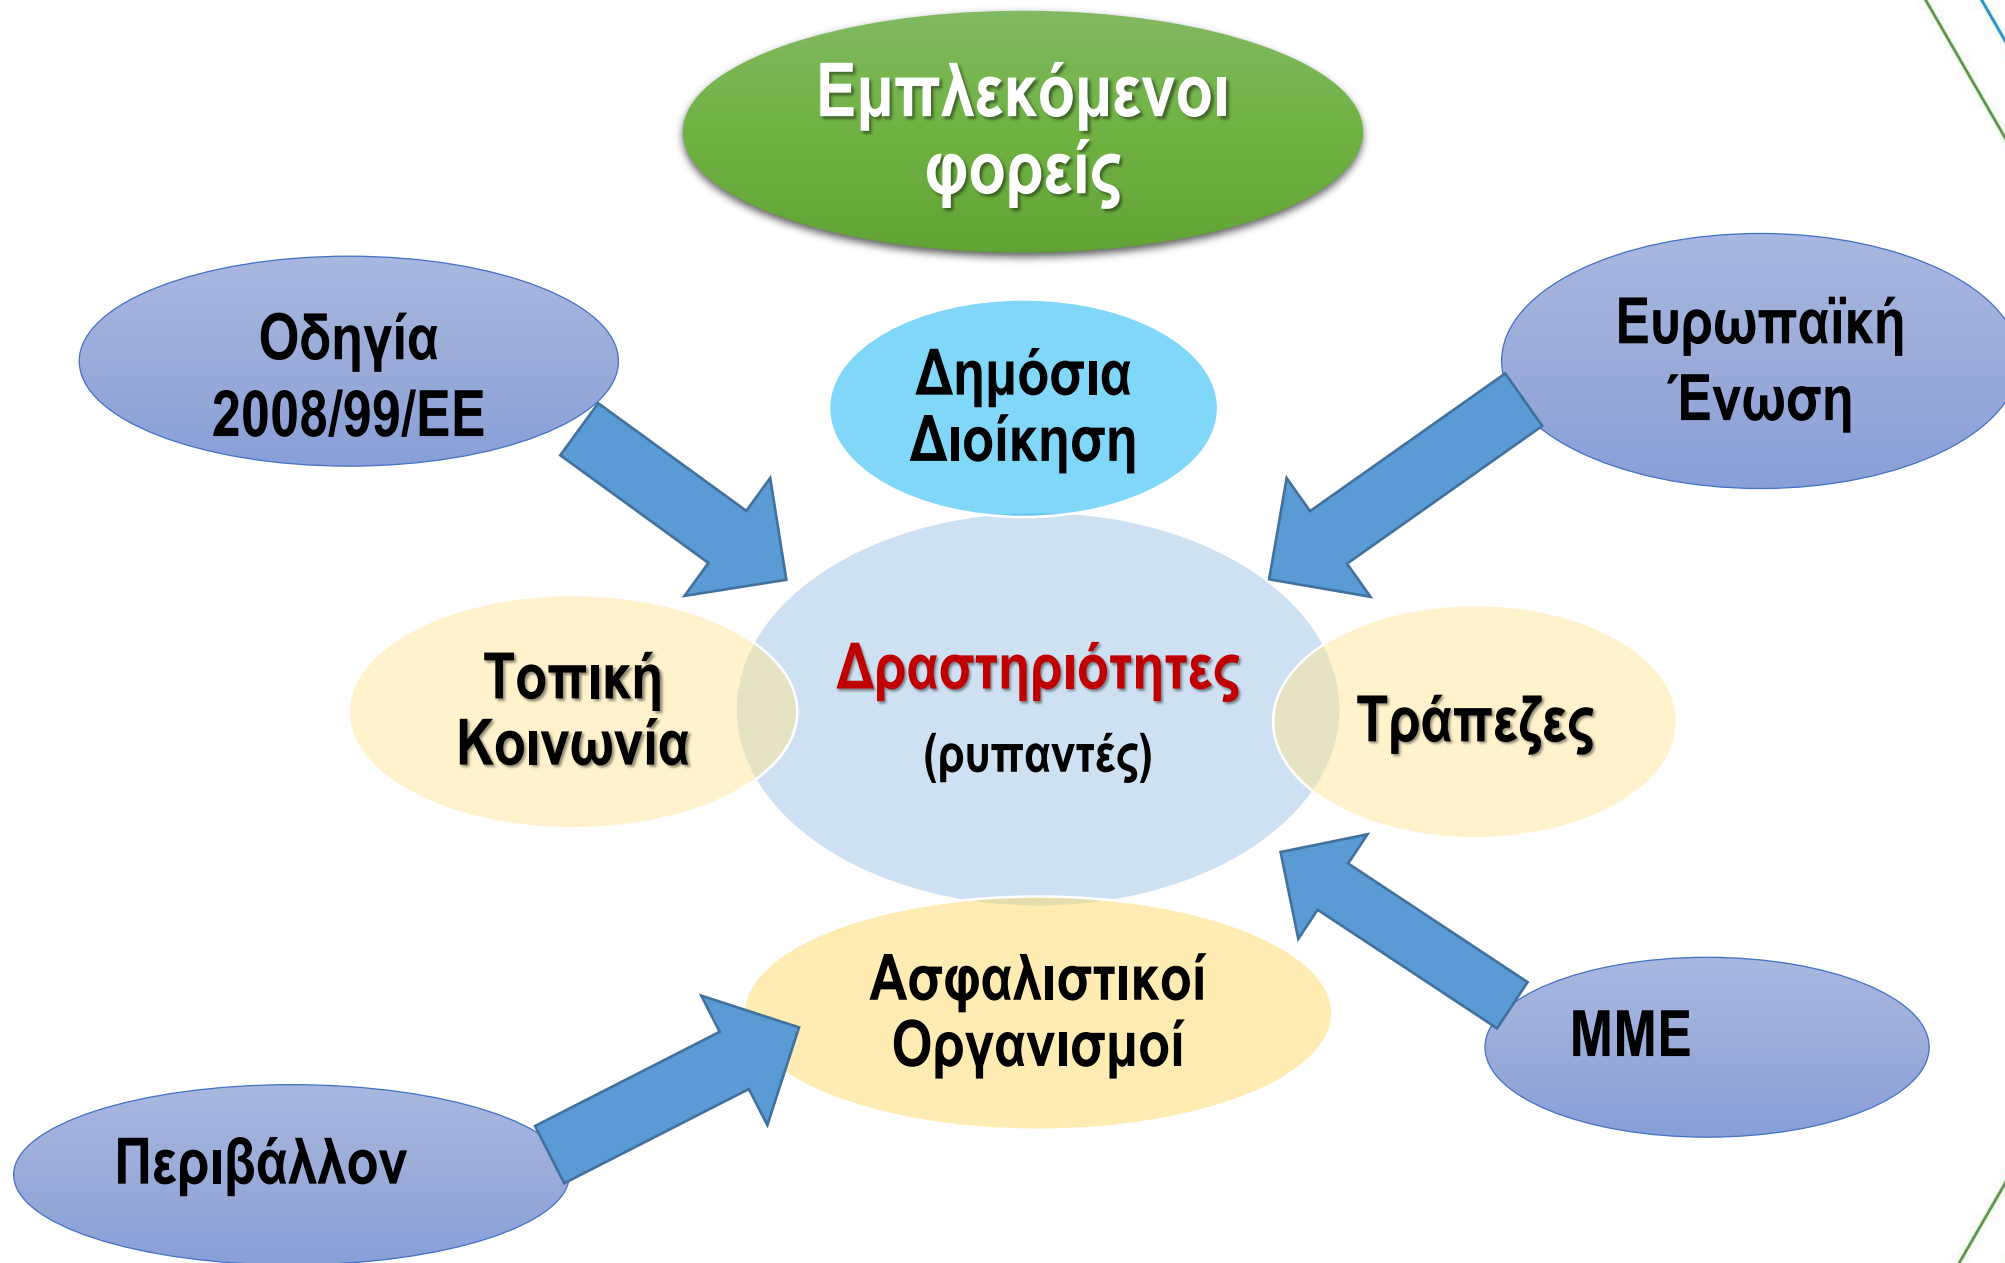 Εμπλεκόμενοι
φορείς
Οδηγία
2008/99/ΕΕ
Δημόσια
Διοίκηση
Ευρωπαϊκή
Ένωση
Τοπική
Κοινωνία
Δραστηριότητες
(ρυπαντές)
Τράπεζες
Ασφαλιστικοί
Οργανισμοί
ΜΜΕ
Περιβάλλον